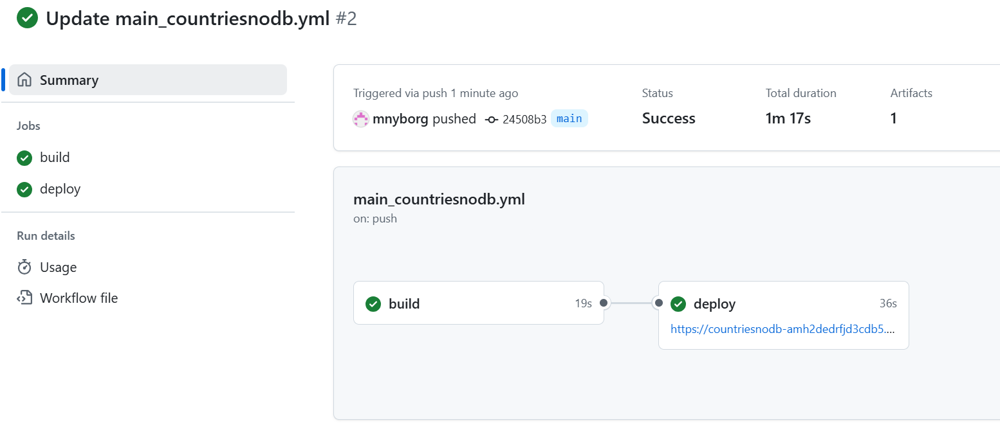 Update main_countriesnodb.yml #2
Summary
Jobs
build
deploy
Run details
Usage
Workflow file
Triggered via push 1 minute ago
mnyborg pushed 24508b3 main
Status
Success
Total duration
1m 17s
Artifacts
1
main_countriesnodb.yml
on: push
build 19s
deploy 36s
https://countriesnodb-amh2dedrfjd3cdb5....